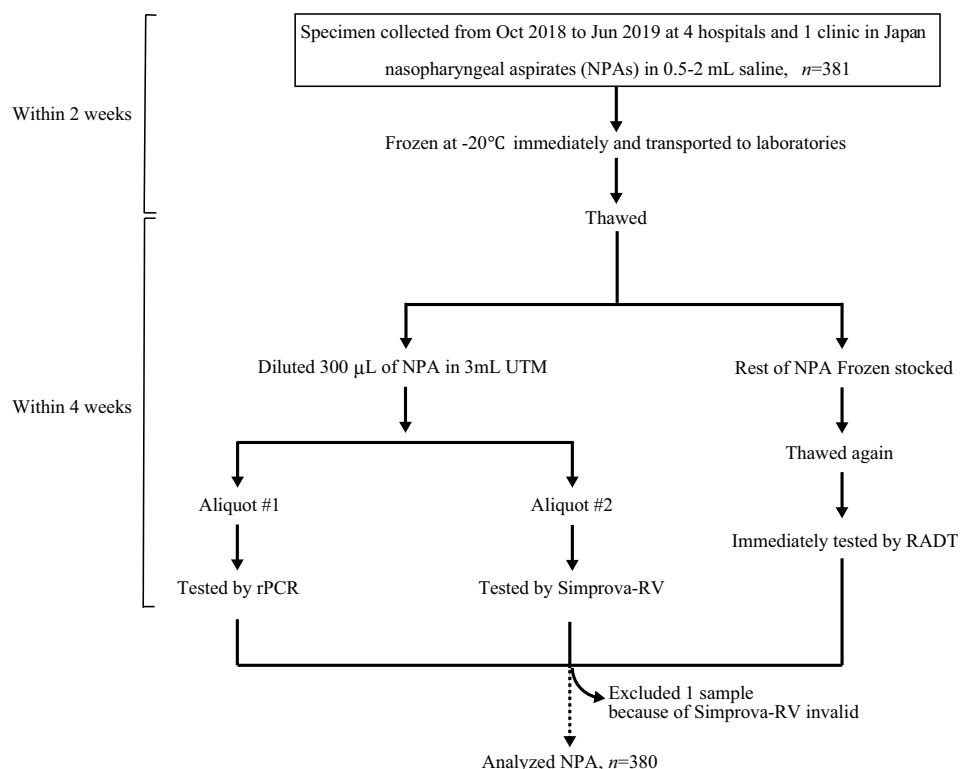 Specimen collected from Oct 2018 to Jun 2019 at 4 hospitals and 1 clinic in Japan
nasopharyngeal aspirates (NPAs) in 0.5-2 mL saline, n=381
Within 2 weeks
Frozen at -20℃ immediately and transported to laboratories
Thawed
Diluted 300 μL of NPA in 3mL UTM
Rest of NPA Frozen stocked
Within 4 weeks
Thawed again
Aliquot #1
Aliquot #2
Immediately tested by RADT
Tested by rPCR
Tested by Simprova-RV
Excluded 1 sample
because of Simprova-RV invalid
Analyzed NPA, n=380